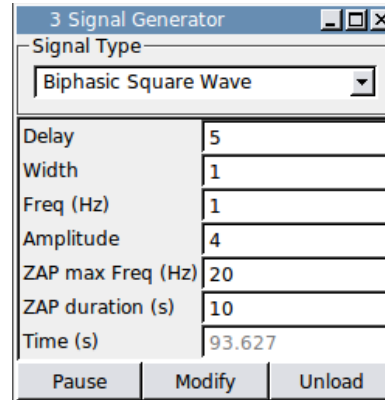 3 Signal Generator
Signal Type
Biphasic Square Wave
Delay 5
Width 1
Freq (Hz) 1
Amplitude 4
ZAP max Freq (Hz) 20
ZAP duration (s) 10
Time (s) 93.627
Pause Modify Unload